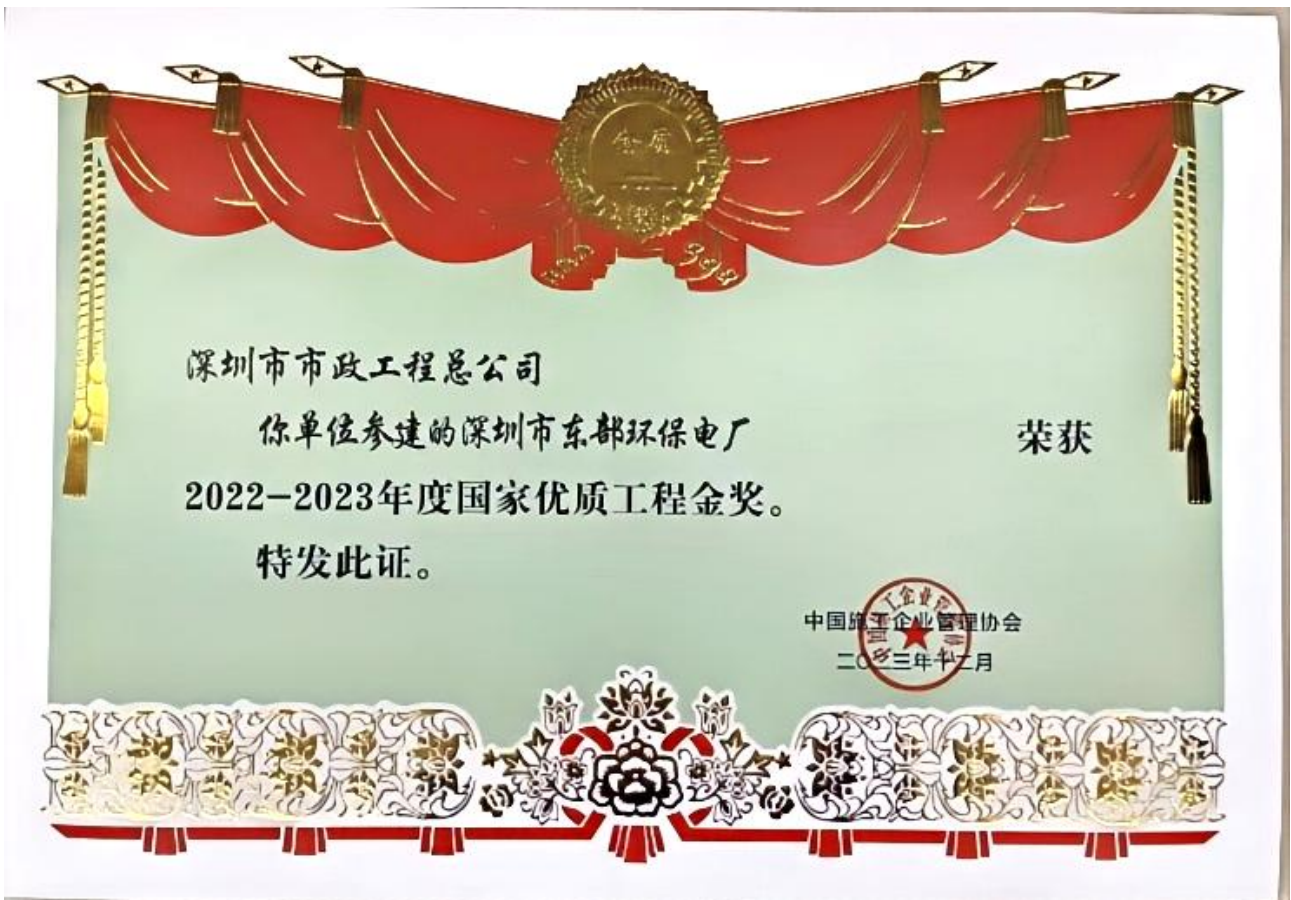 深圳市市政工程总公司
你单位参建的深圳市东部环保电厂 荣获
2022-2023年度国家优质工程金奖。
特发此证。
中国施工企业管理协会
二〇二三年十二月